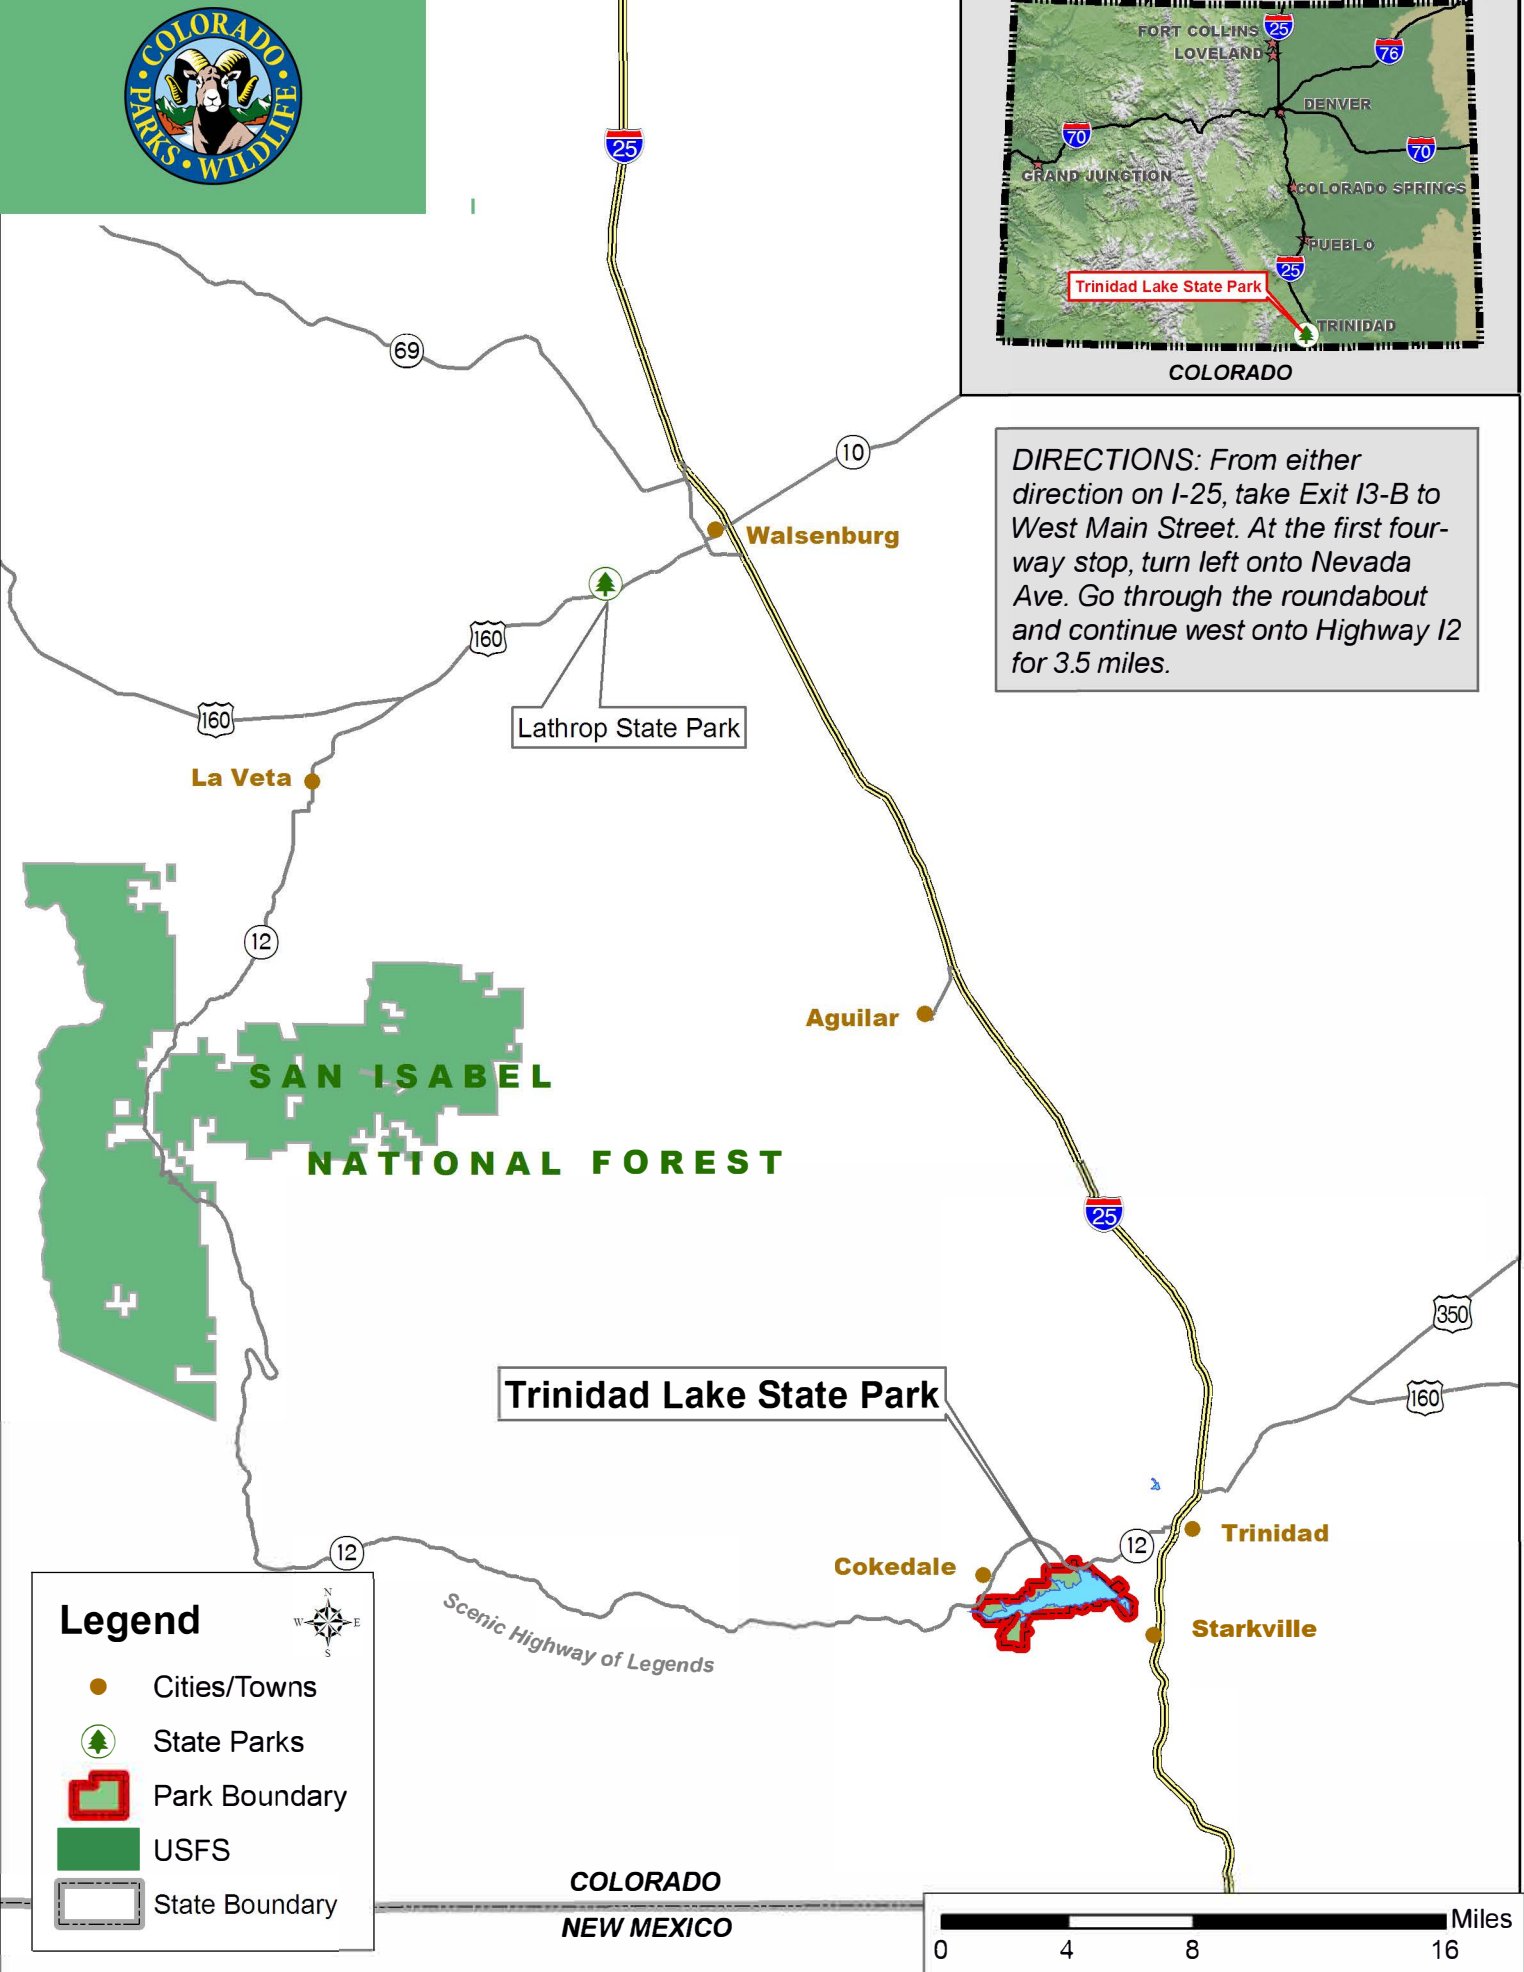 COLORADO
PARKS • WILDLIFE
25
FORT COLLINS
LOVELAND
25
76
DENVER
70
70
GRAND JUNCTION
COLORADO SPRINGS
PUEBLO
25
Trinidad Lake State Park
TRINIDAD
COLORADO
69
10
Walsenburg
DIRECTIONS: From either
direction on I-25, take Exit I3-B to
West Main Street. At the first four-
way stop, turn left onto Nevada
Ave. Go through the roundabout
and continue west onto Highway I2
for 3.5 miles.
160
160
Lathrop State Park
La Veta
12
Aguilar
SAN ISABEL
NATIONAL FOREST
25
350
160
Trinidad Lake State Park
Trinidad
12
12
Cokedale
Starkville
Scenic Highway of Legends
Legend
N
W
E
S
Cities/Towns
State Parks
Park Boundary
USFS
State Boundary
COLORADO
NEW MEXICO
Miles
0 4 8 16